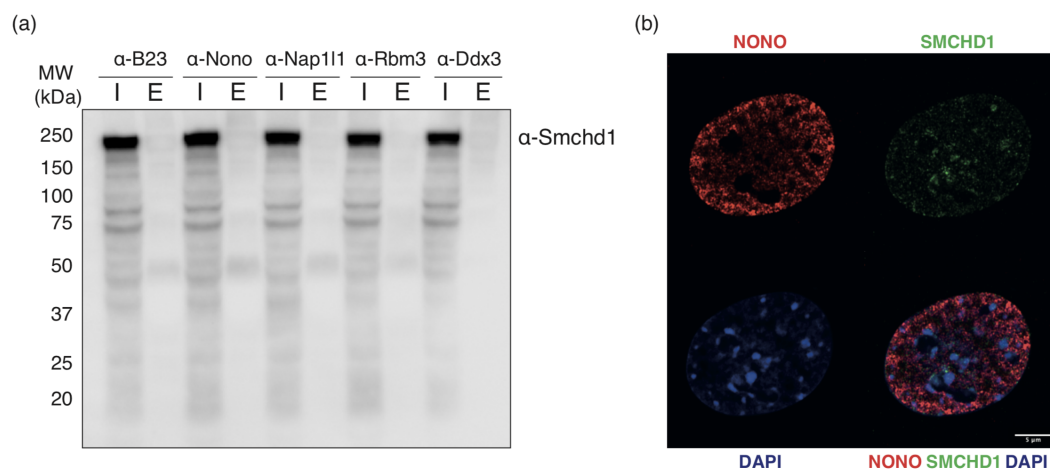 (a)
α-B23 α-Nono α-Nap1l1 α-Rbm3 α-Ddx3
MW
(kDa)
I E I E I E I E I E
250
150
100
75
50
37
25
20
α-Smchd1
(b)
NONO SMCHD1
5 μm
DAPI NONO SMCHD1 DAPI